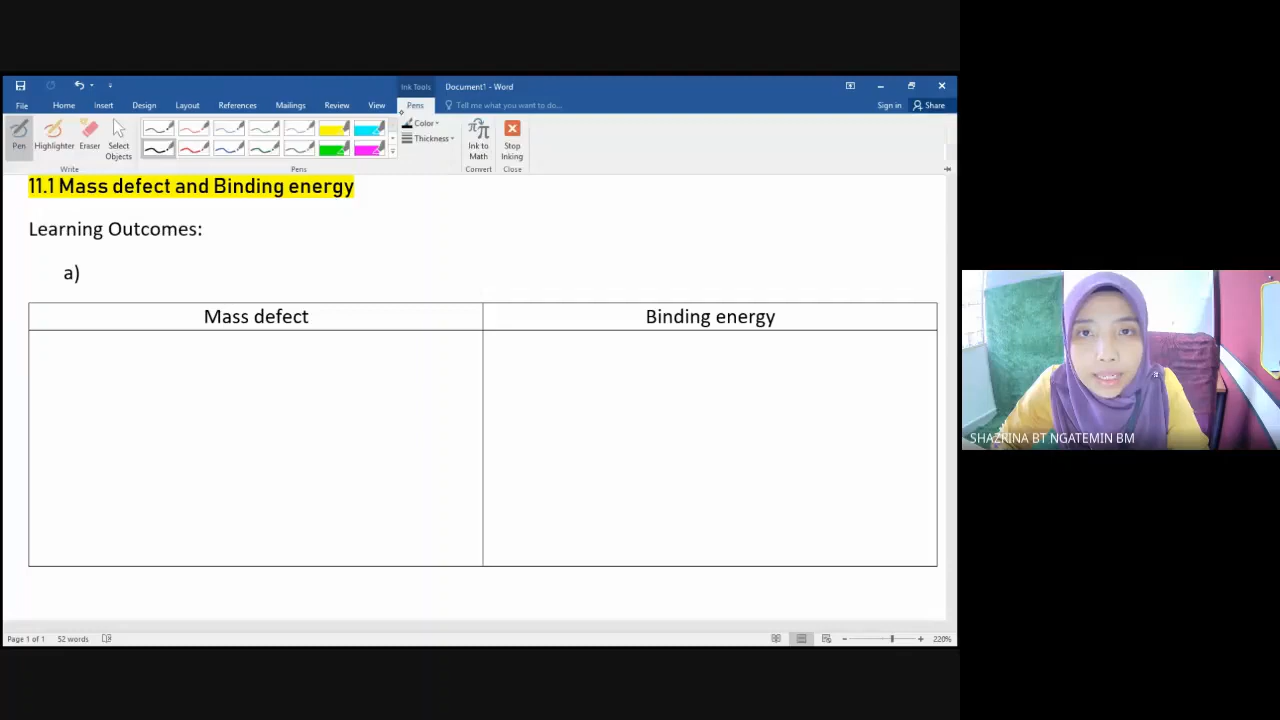 Ink Tools
Document1 - Word
File Home Insert Design Layout References Mailings Review View Pens Tell me what you want to do... Sign in Share
Pen
Highlighter
Eraser
Select Objects
Color
Thickness
Ink to Math
Stop Inking
Write
Pens
Convert
Close
11.1 Mass defect and Binding energy
Learning Outcomes:
a)
Mass defect Binding energy
SHAZRINA BT NGATEMIN BM
Page 1 of 1 52 words 220%